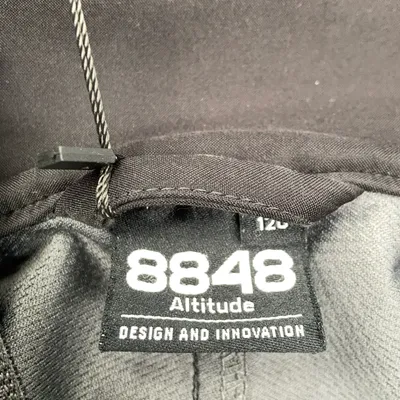 120
8848
Altitude
DESIGN AND INNOVATION